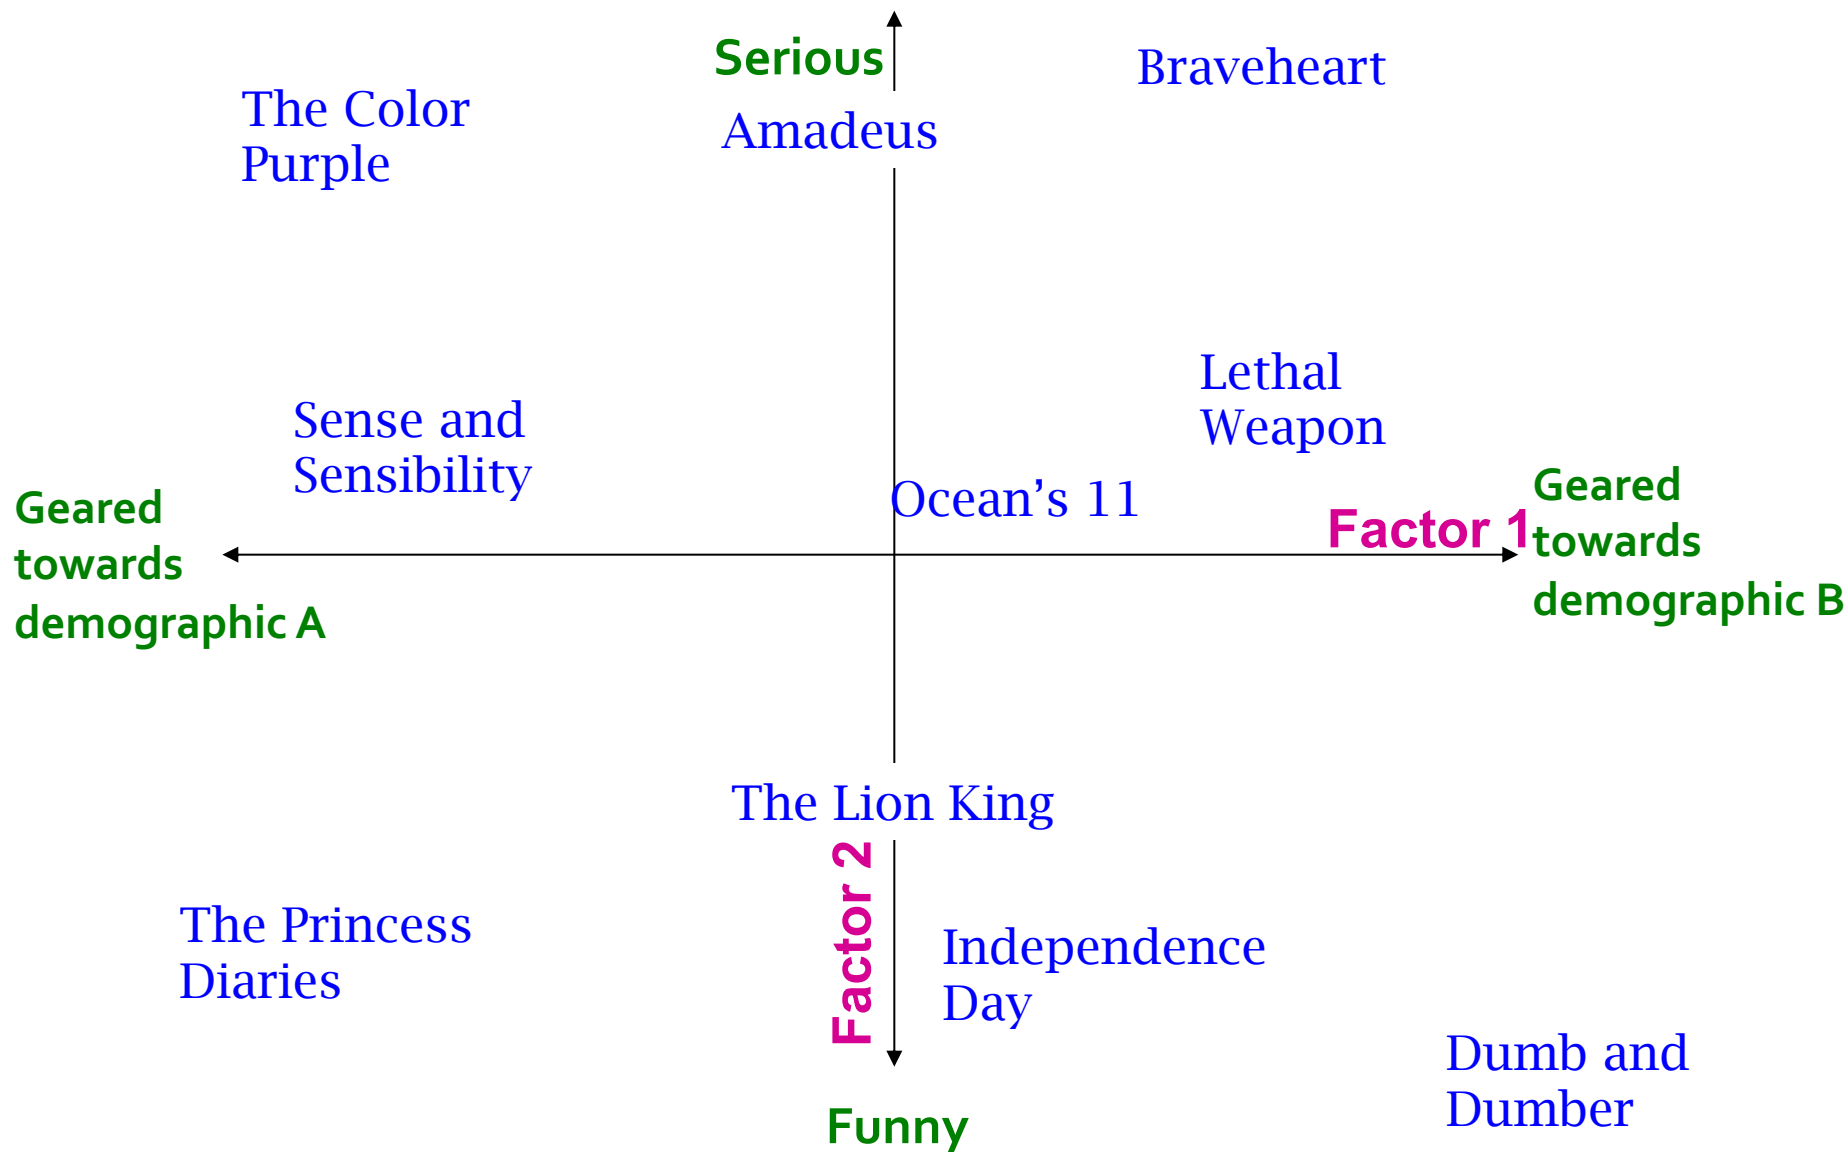 Serious
Braveheart
The Color
Purple
Amadeus
Lethal
Weapon
Sense and
Sensibility
Ocean’s 11
Geared
towards
demographic A
Factor 1
Geared
towards
demographic B
The Lion King
Factor 2
The Princess
Diaries
Independence
Day
Dumb and
Dumber
Funny